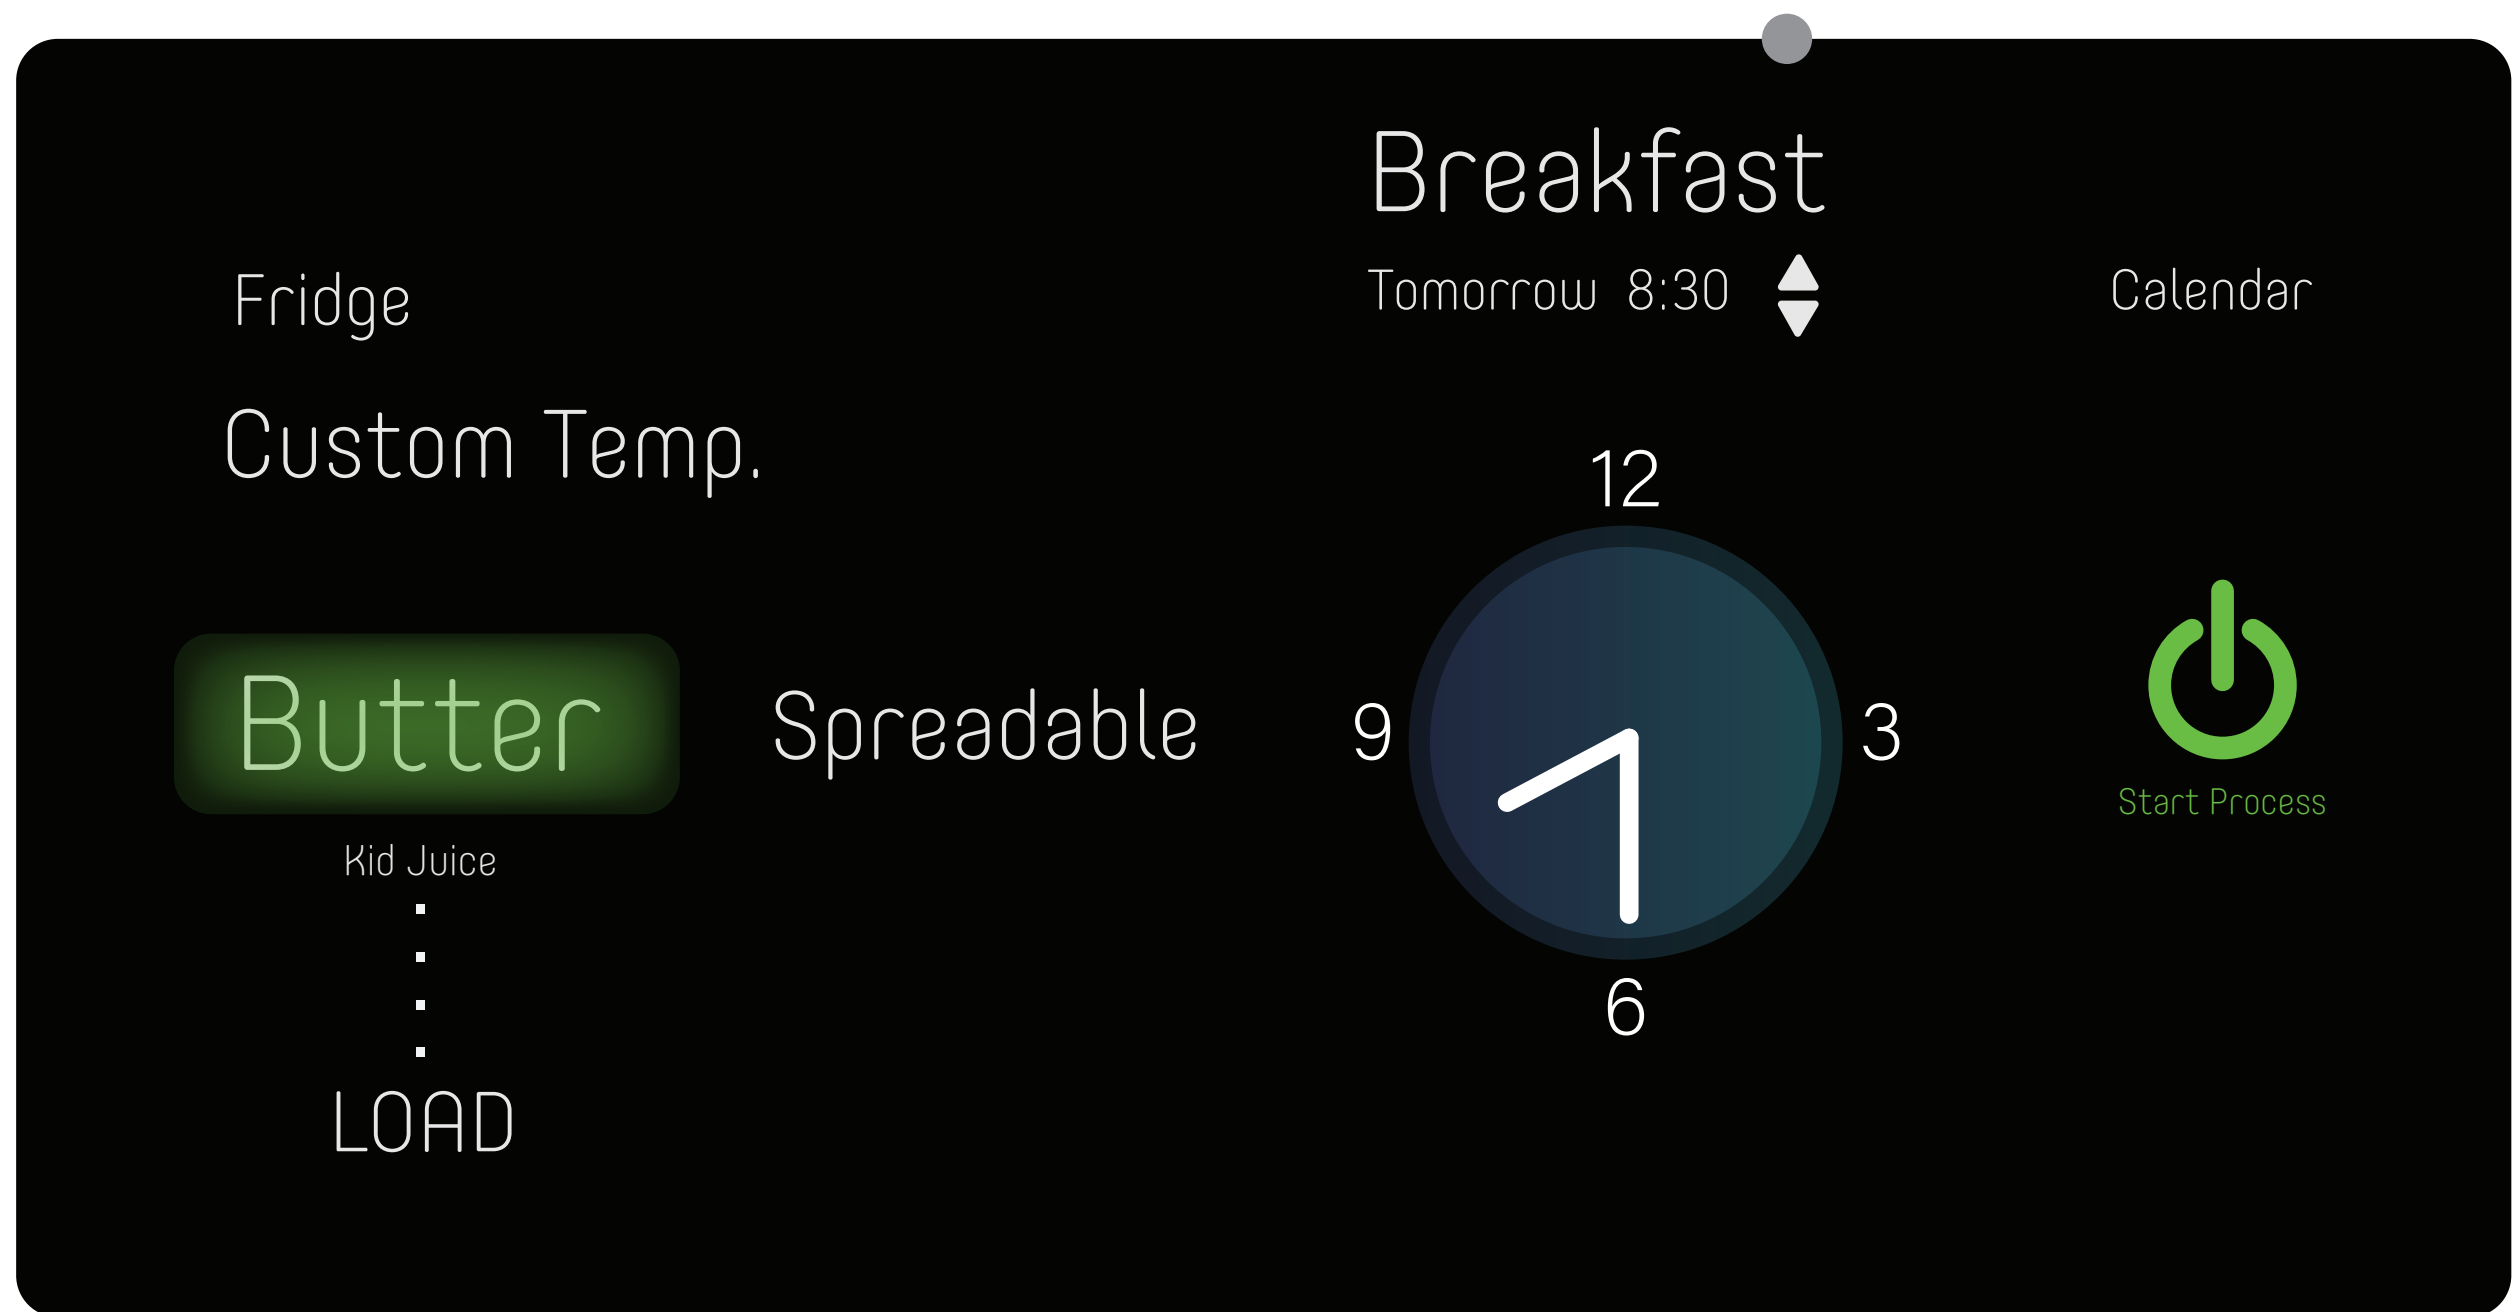 Breakfast
Fridge
Tomorrow 8:30
Calendar
Custom Temp.
12
Butter
Spreadable
9
3
Start Process
Kid Juice
6
LOAD